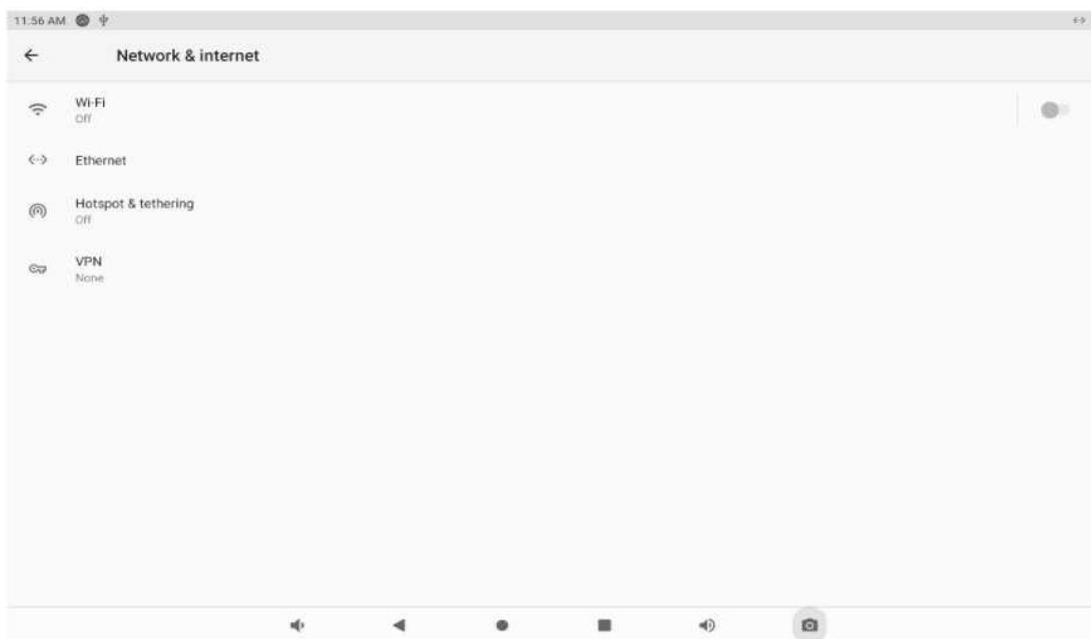 11:56 AM
Network & internet
Wi-Fi
Off
Ethernet
Hotspot & tethering
Off
VPN
None